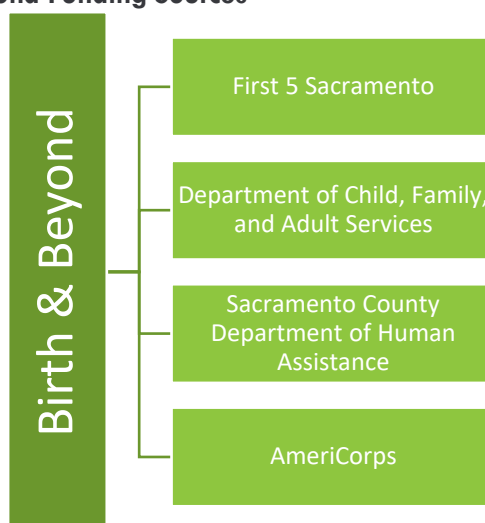 Funding Source
Birth & Beyond
First 5 Sacramento
Department of Child, Family,
and Adult Services
Sacramento County
Department of Human
Assistance
AmeriCorps